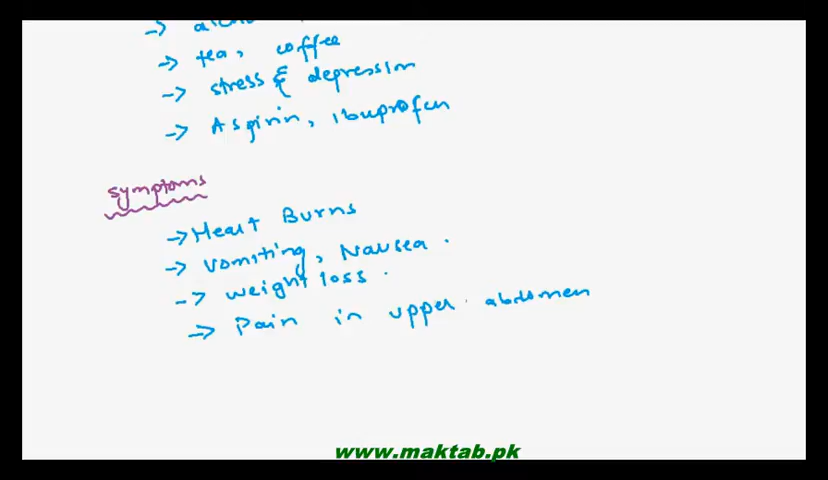 → tea, coffee
→ stress & depression
→ Aspirin, Ibuprofen
Symptoms
→ Heart Burns
→ Vomiting, Nausea.
→ weight loss.
→ Pain in upper abdomen
www.maktab.pk